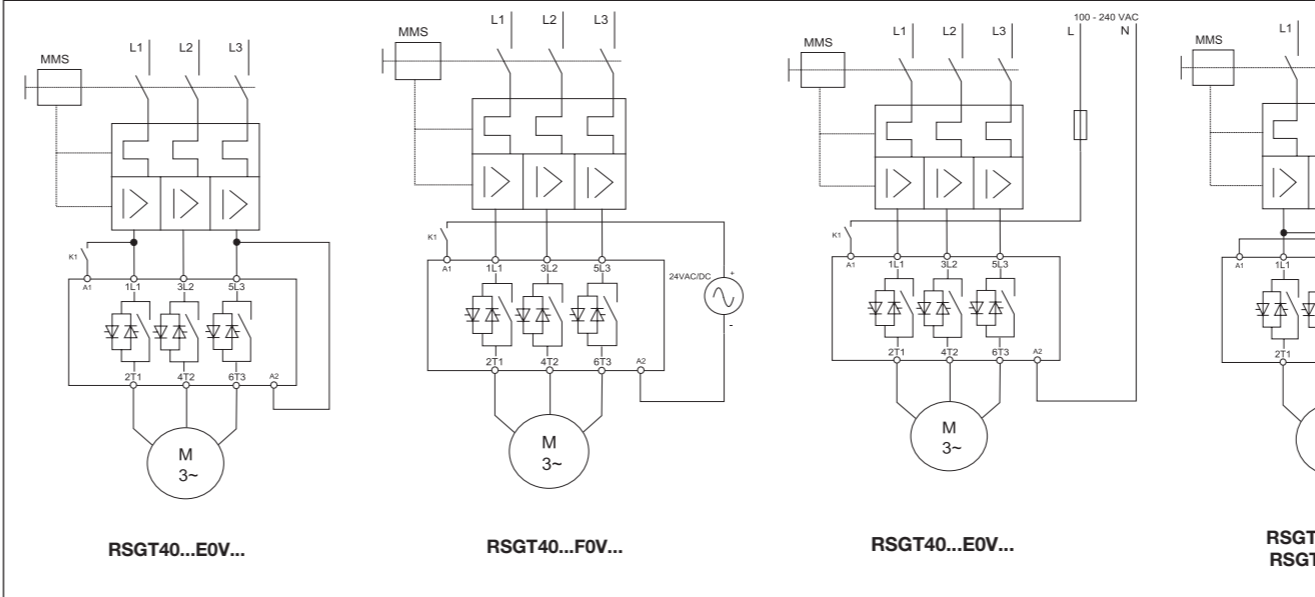 MMS
L1 L2 L3
K1
A1 1L1 3L2 5L3
2T1 4T2 6T3 A2
M
3~
RSGT40...E0V...
MMS
L1 L2 L3
K1
A1 1L1 3L2 5L3
24VAC/DC
+
-
2T1 4T2 6T3 A2
M
3~
RSGT40...F0V...
MMS
L1 L2 L3
100 - 240 VAC
L N
K1
A1 1L1 3L2 5L3
2T1 4T2 6T3 A2
M
3~
RSGT40...E0V...
MMS
L1
A1 1L1
2T1
RSGT
RSGT